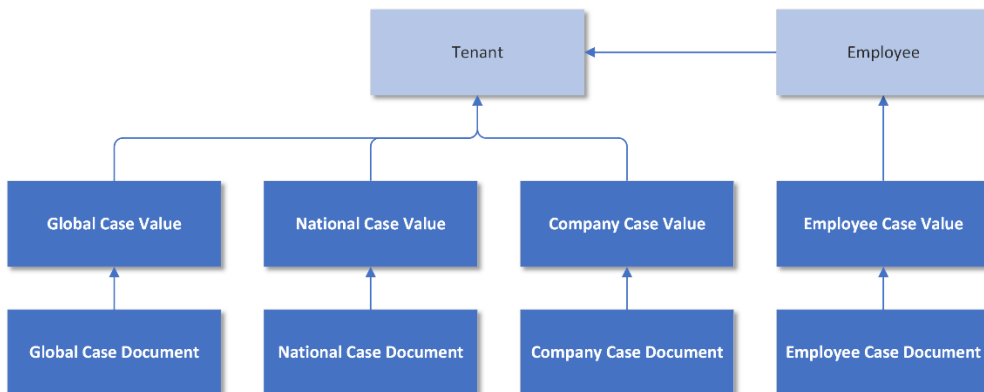 Tenant
Employee
Global Case Value
National Case Value
Company Case Value
Employee Case Value
Global Case Document
National Case Document
Company Case Document
Employee Case Document